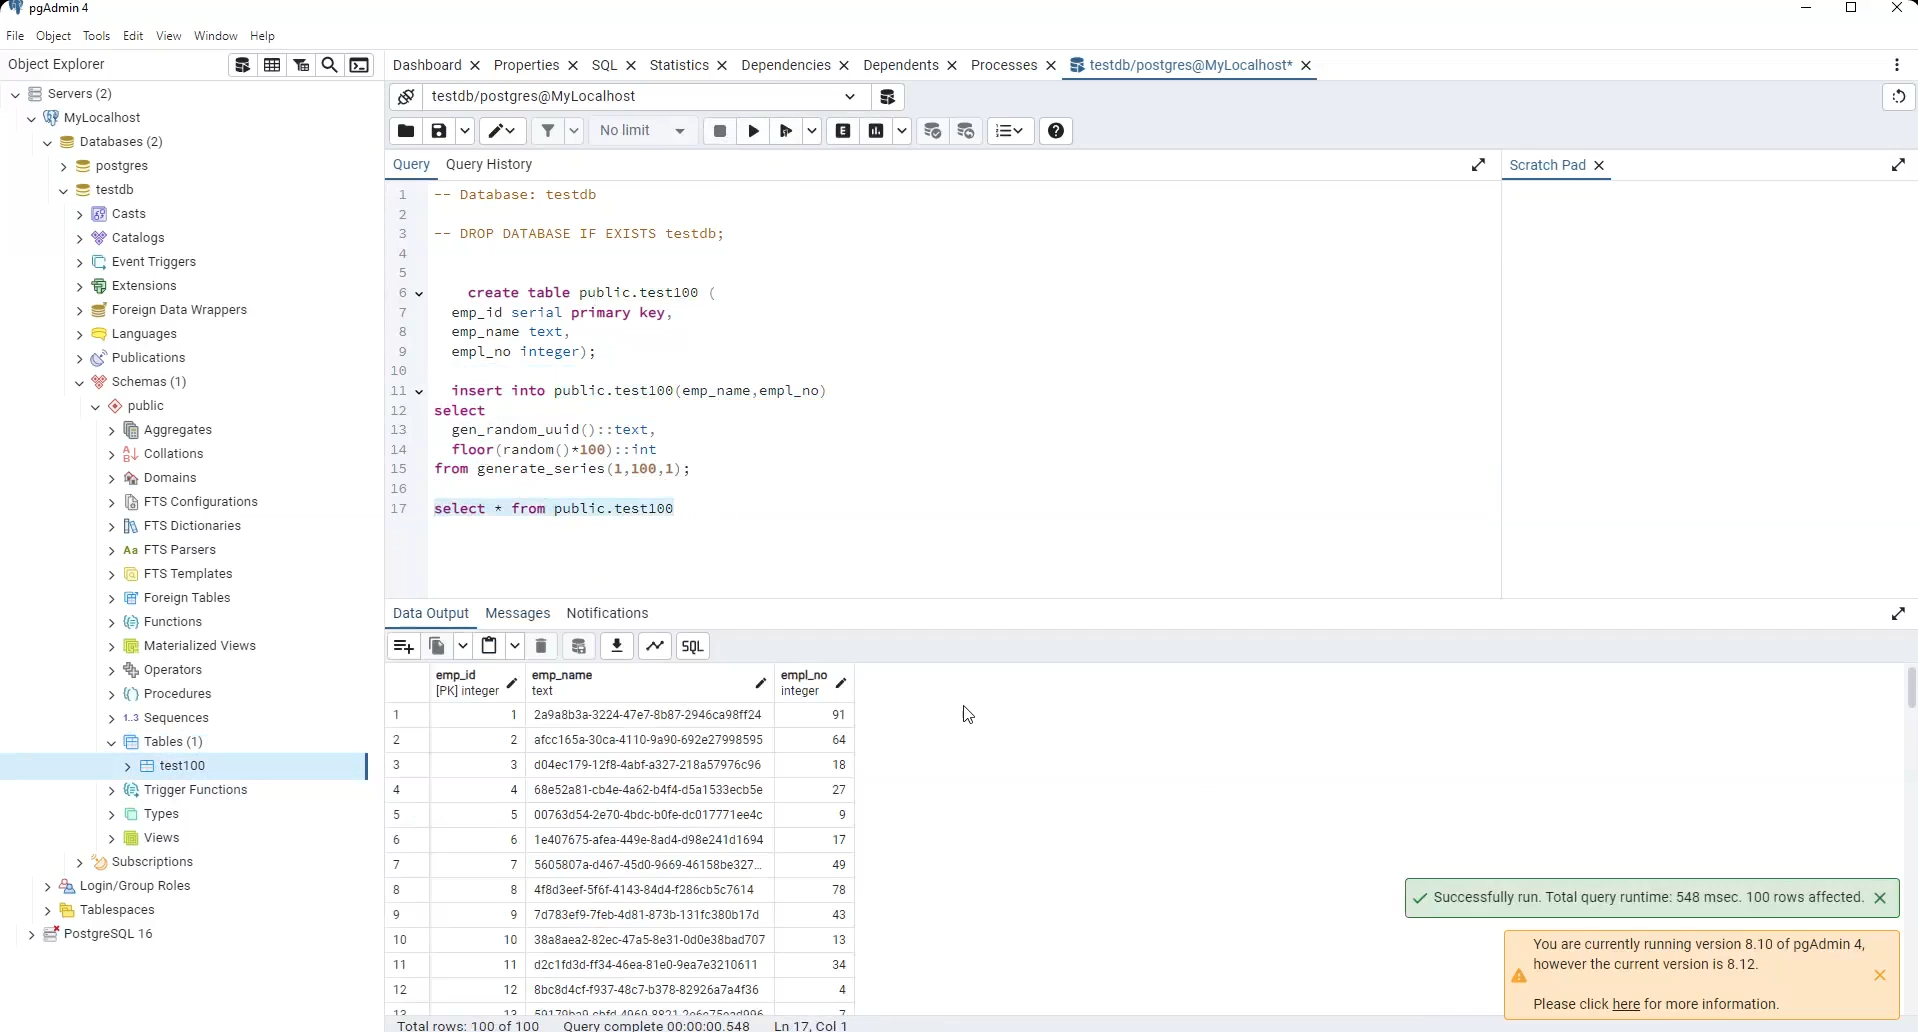 pgAdmin 4
File Object Tools Edit View Window Help
Object Explorer
Dashboard Properties SQL Statistics Dependencies Dependents Processes testdb/postgres@MyLocalhost*
Servers (2)
MyLocalhost
Databases (2)
postgres
testdb
Casts
Catalogs
Event Triggers
Extensions
Foreign Data Wrappers
Languages
Publications
Schemas (1)
public
Aggregates
Collations
Domains
FTS Configurations
FTS Dictionaries
Aa FTS Parsers
FTS Templates
Foreign Tables
Functions
Materialized Views
Operators
Procedures
1..3 Sequences
Tables (1)
test100
Trigger Functions
Types
Views
Subscriptions
Login/Group Roles
Tablespaces
PostgreSQL 16
testdb/postgres@MyLocalhost
No limit E
Query Query History
Scratch Pad
1 -- Database: testdb
2
3 -- DROP DATABASE IF EXISTS testdb;
4
5
6 create table public.test100 (
7 emp_id serial primary key,
8 emp_name text,
9 empl_no integer);
10
11 insert into public.test100(emp_name,empl_no)
12 select
13 gen_random_uuid()::text,
14 floor(random()*100)::int
15 from generate_series(1,100,1);
16
17 select * from public.test100
Data Output Messages Notifications
SQL
emp_id emp_name empl_no
[PK] integer text integer
1 1 2a9a8b3a-3224-47e7-8b87-2946ca98ff24 91
2 2 afcc165a-30ca-4110-9a90-692e27998595 64
3 3 d04ec179-12f8-4abf-a327-218a57976c96 18
4 4 68e52a81-cb4e-4a62-b4f4-d5a1533ecb5e 27
5 5 00763d54-2e70-4bdc-b0fe-dc017771ee4c 9
6 6 1e407675-afea-449e-8ad4-d98e241d1694 17
7 7 5605807a-d467-45d0-9669-46158be327...  49
8 8 4f8d3eef-5f6f-4143-84d4-f286cb5c7614 78
9 9 7d783ef9-7feb-4d81-873b-131fc380b17d 43
10 10 38a8aea2-82ec-47a5-8e31-0d0e38bad707 13
11 11 d2c1fd3d-ff34-46ea-81e0-9ea7e3210611 34
12 12 8bc8d4cf-f937-48c7-b378-82926a7a4f36 4
Total rows: 100 of 100 Query complete 00:00:00.548 Ln 17, Col 1
Successfully run. Total query runtime: 548 msec. 100 rows affected.
You are currently running version 8.10 of pgAdmin 4,
however the current version is 8.12.
Please click here for more information.